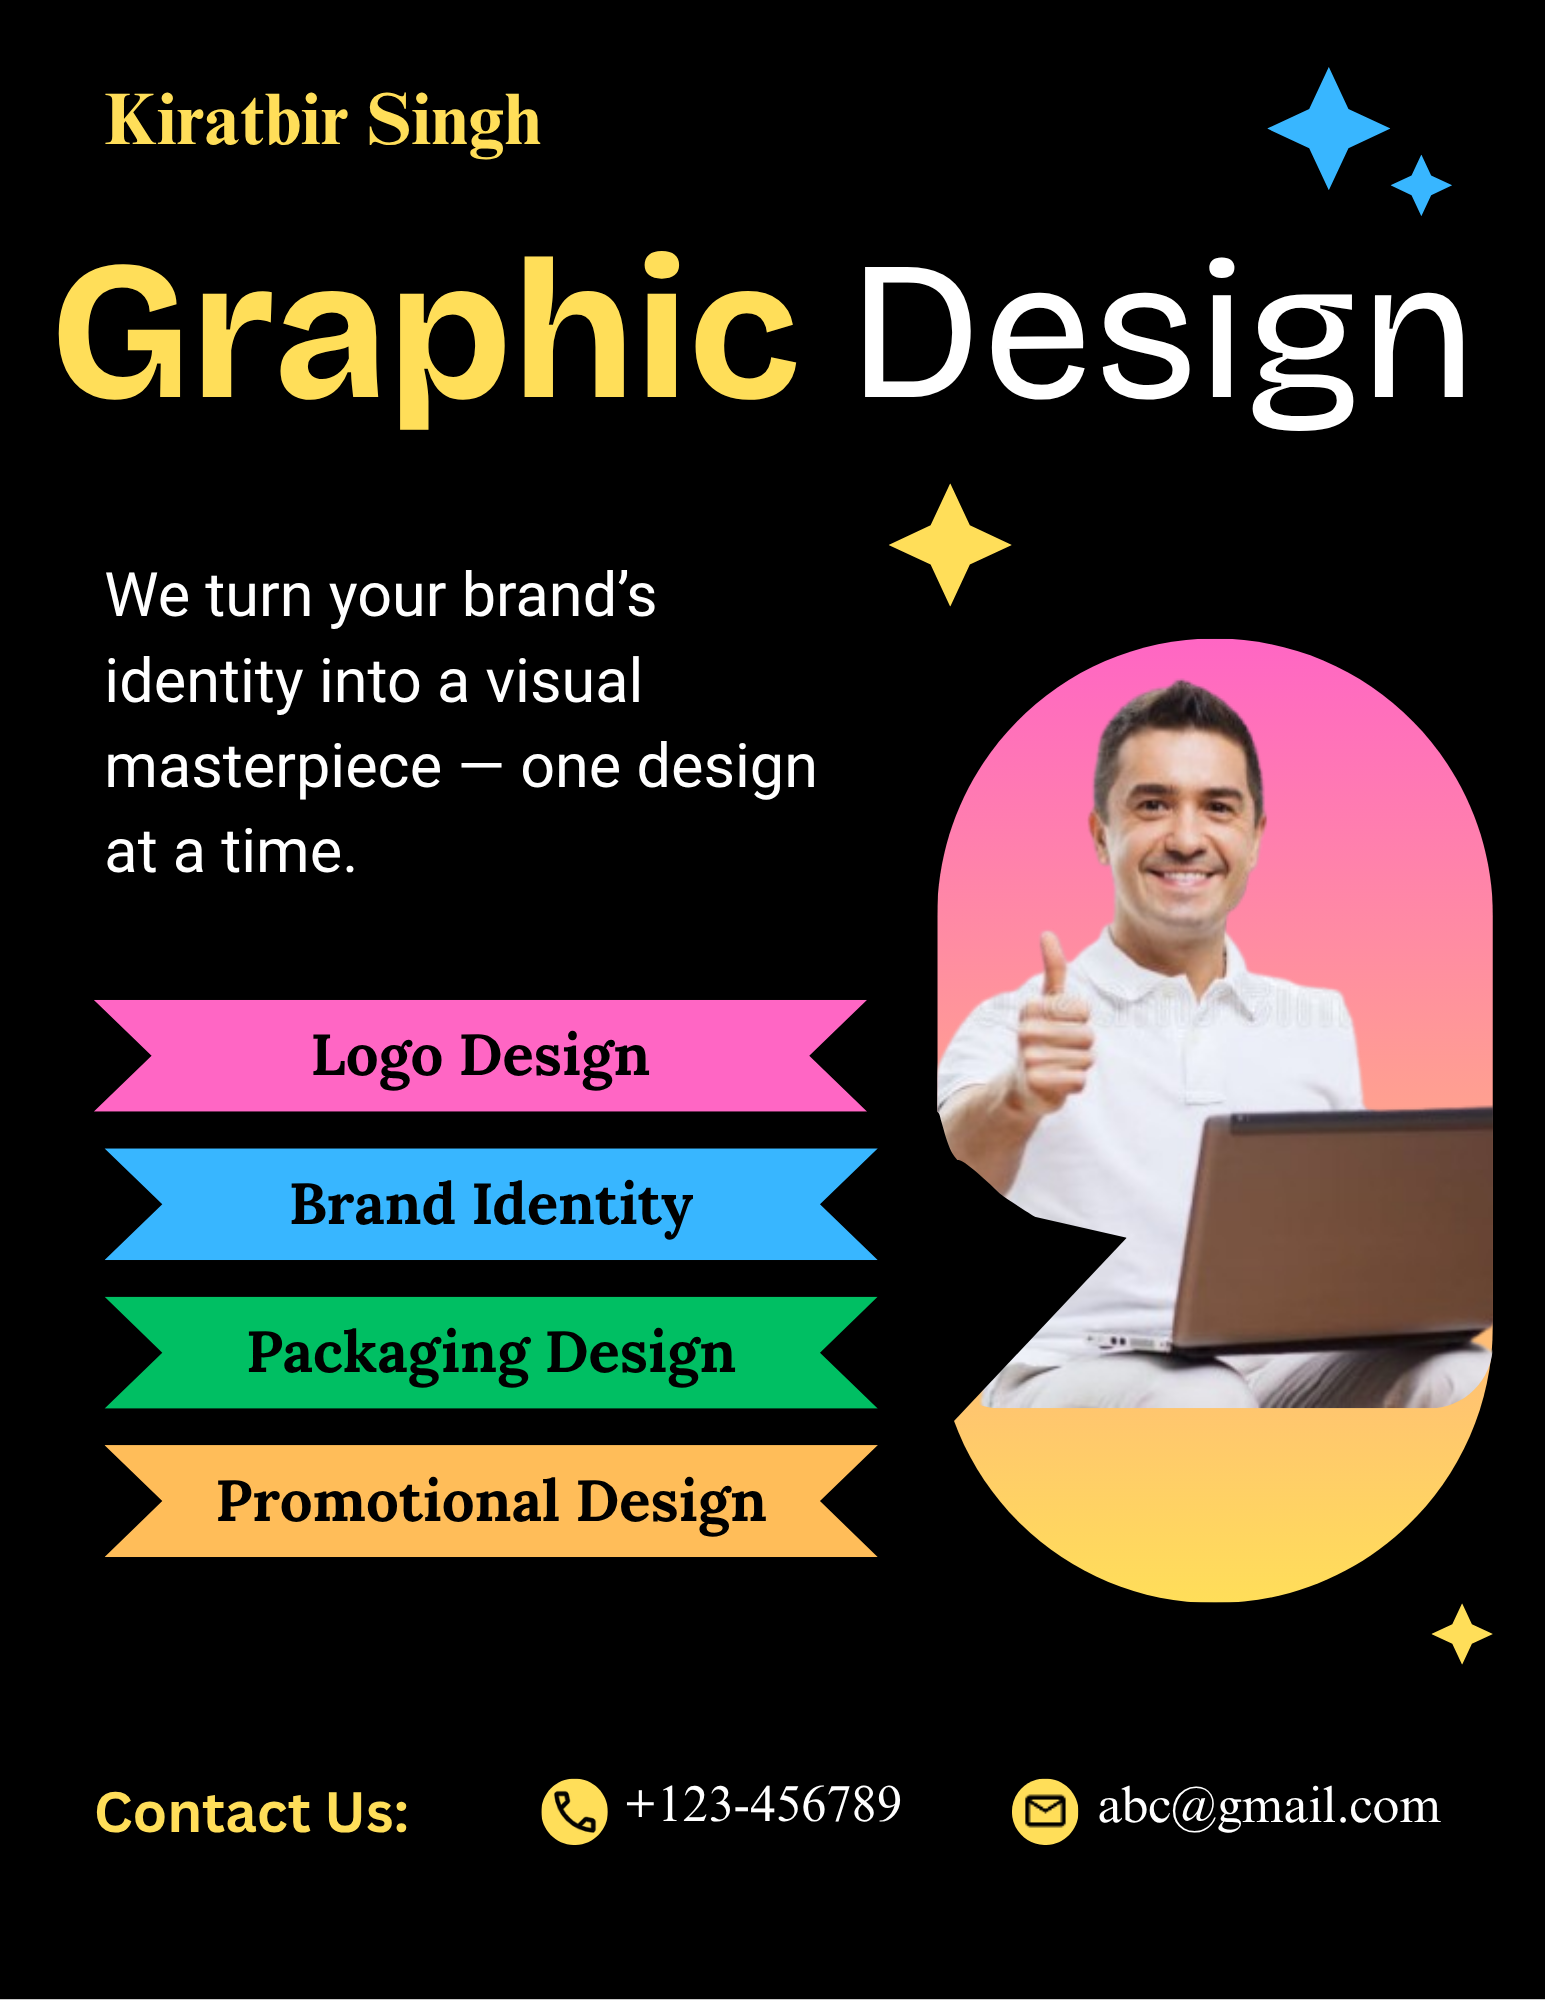 Kiratbir Singh
Graphic Design
We turn your brand’s
identity into a visual
masterpiece — one design
at a time.
Logo Design
Brand Identity
Packaging Design
Promotional Design
Contact Us:
+123-456789
abc@gmail.com